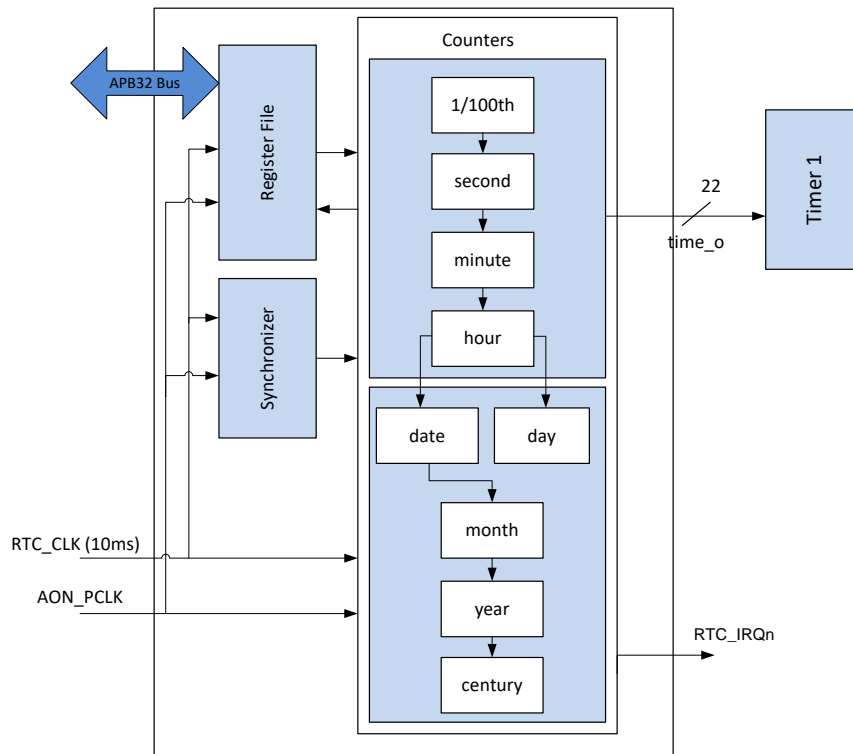 Counters
APB32 Bus
Register File
1/100th
second
minute
hour
22
time_o
Timer 1
Synchronizer
date
day
month
year
century
RTC_CLK (10ms)
AON_PCLK
RTC_IRQn